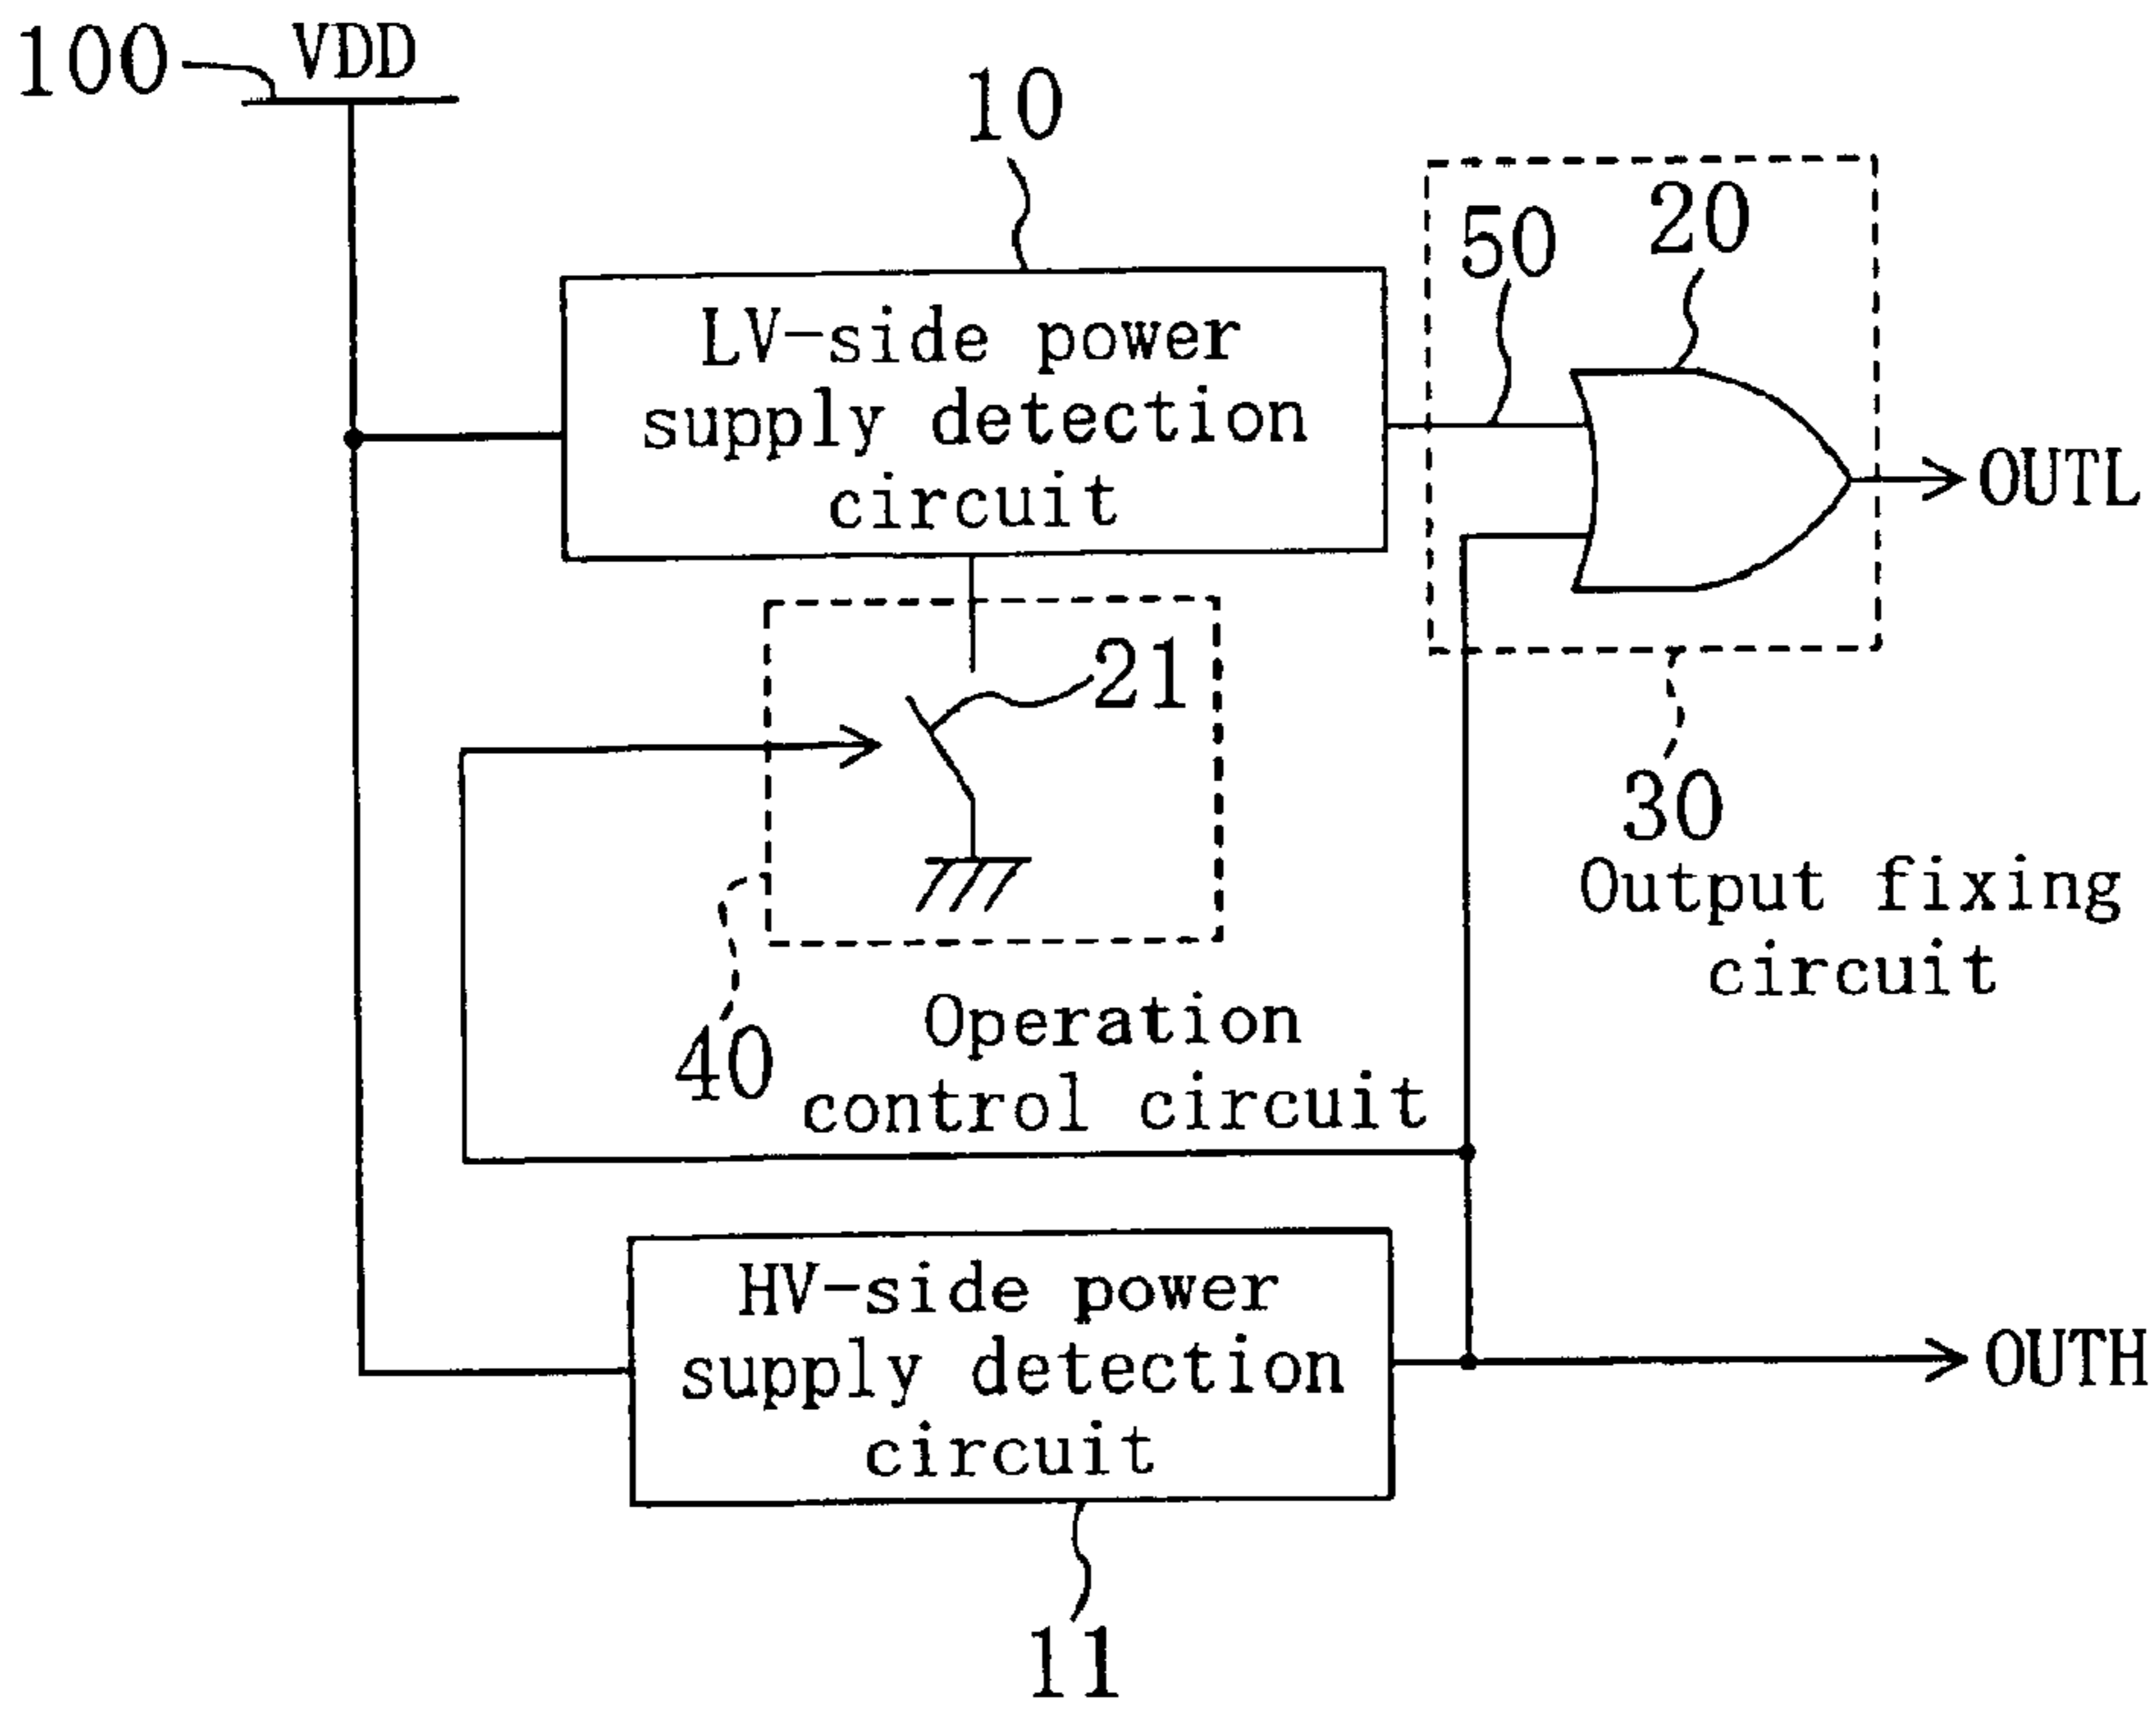 100
VDD
10
LV-side power
supply detection
circuit
50
20
OUTL
21
30
Output fixing
circuit
40
Operation
control circuit
HV-side power
supply detection
circuit
OUTH
11